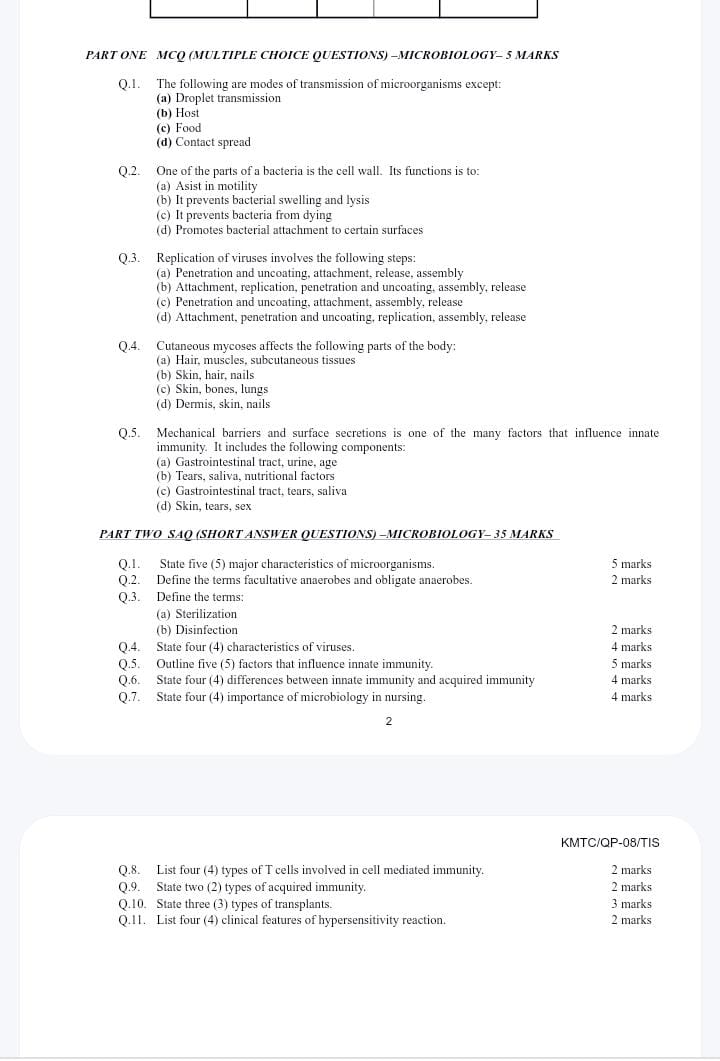 PART ONE MCQ (MULTIPLE CHOICE QUESTIONS) –MICROBIOLOGY– 5 MARKS
Q.1. The following are modes of transmission of microorganisms except:
(a) Droplet transmission
(b) Host
(c) Food
(d) Contact spread
Q.2. One of the parts of a bacteria is the cell wall. Its functions is to:
(a) Asist in motility
(b) It prevents bacterial swelling and lysis
(c) It prevents bacteria from dying
(d) Promotes bacterial attachment to certain surfaces
Q.3. Replication of viruses involves the following steps:
(a) Penetration and uncoating, attachment, release, assembly
(b) Attachment, replication, penetration and uncoating, assembly, release
(c) Penetration and uncoating, attachment, assembly, release
(d) Attachment, penetration and uncoating, replication, assembly, release
Q.4. Cutaneous mycoses affects the following parts of the body:
(a) Hair, muscles, subcutaneous tissues
(b) Skin, hair, nails
(c) Skin, bones, lungs
(d) Dermis, skin, nails
Q.5. Mechanical barriers and surface secretions is one of the many factors that influence innate
immunity. It includes the following components:
(a) Gastrointestinal tract, urine, age
(b) Tears, saliva, nutritional factors
(c) Gastrointestinal tract, tears, saliva
(d) Skin, tears, sex
PART TWO SAQ (SHORT ANSWER QUESTIONS) –MICROBIOLOGY– 35 MARKS
Q.1. State five (5) major characteristics of microorganisms. 5 marks
Q.2. Define the terms facultative anaerobes and obligate anaerobes. 2 marks
Q.3. Define the terms:
(a) Sterilization
(b) Disinfection 2 marks
Q.4. State four (4) characteristics of viruses. 4 marks
Q.5. Outline five (5) factors that influence innate immunity. 5 marks
Q.6. State four (4) differences between innate immunity and acquired immunity 4 marks
Q.7. State four (4) importance of microbiology in nursing. 4 marks
2
KMTC/QP-08/TIS
Q.8. List four (4) types of T cells involved in cell mediated immunity. 2 marks
Q.9. State two (2) types of acquired immunity. 2 marks
Q.10. State three (3) types of transplants. 3 marks
Q.11. List four (4) clinical features of hypersensitivity reaction. 2 marks